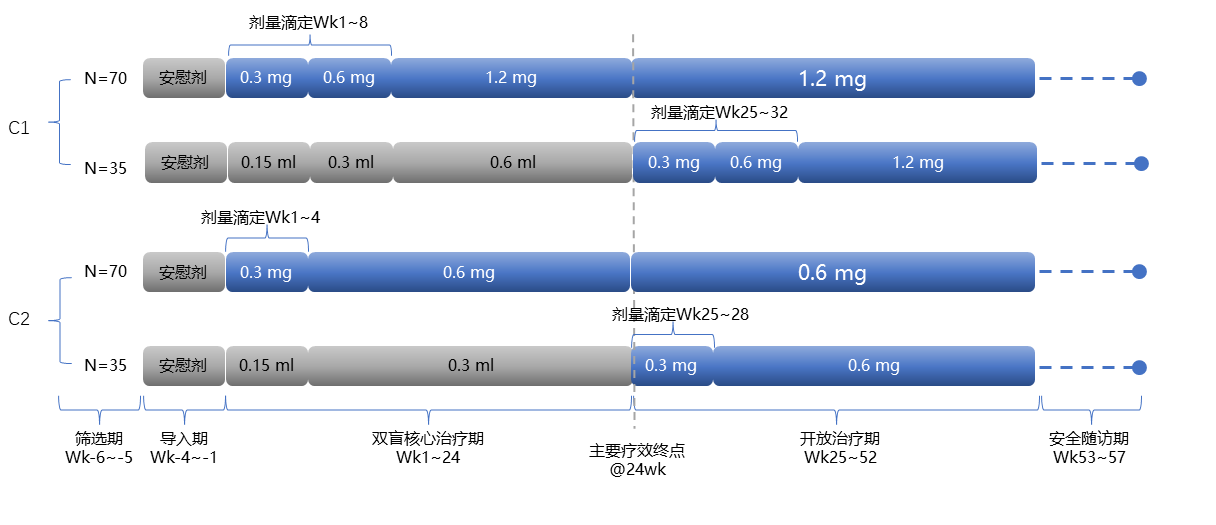 剂量滴定Wk1~8
C1
N=70
安慰剂
0.3 mg
0.6 mg
1.2 mg
1.2 mg
剂量滴定Wk25~32
N=35
安慰剂
0.15 ml
0.3 ml
0.6 ml
0.3 mg
0.6 mg
1.2 mg
剂量滴定Wk1~4
C2
N=70
安慰剂
0.3 mg
0.6 mg
0.6 mg
剂量滴定Wk25~28
N=35
安慰剂
0.15 ml
0.3 ml
0.3 mg
0.6 mg
筛选期
Wk-6~-5
导入期
Wk-4~-1
双盲核心治疗期
Wk1~24
主要疗效终点
@24wk
开放治疗期
Wk25~52
安全随访期
Wk53~57